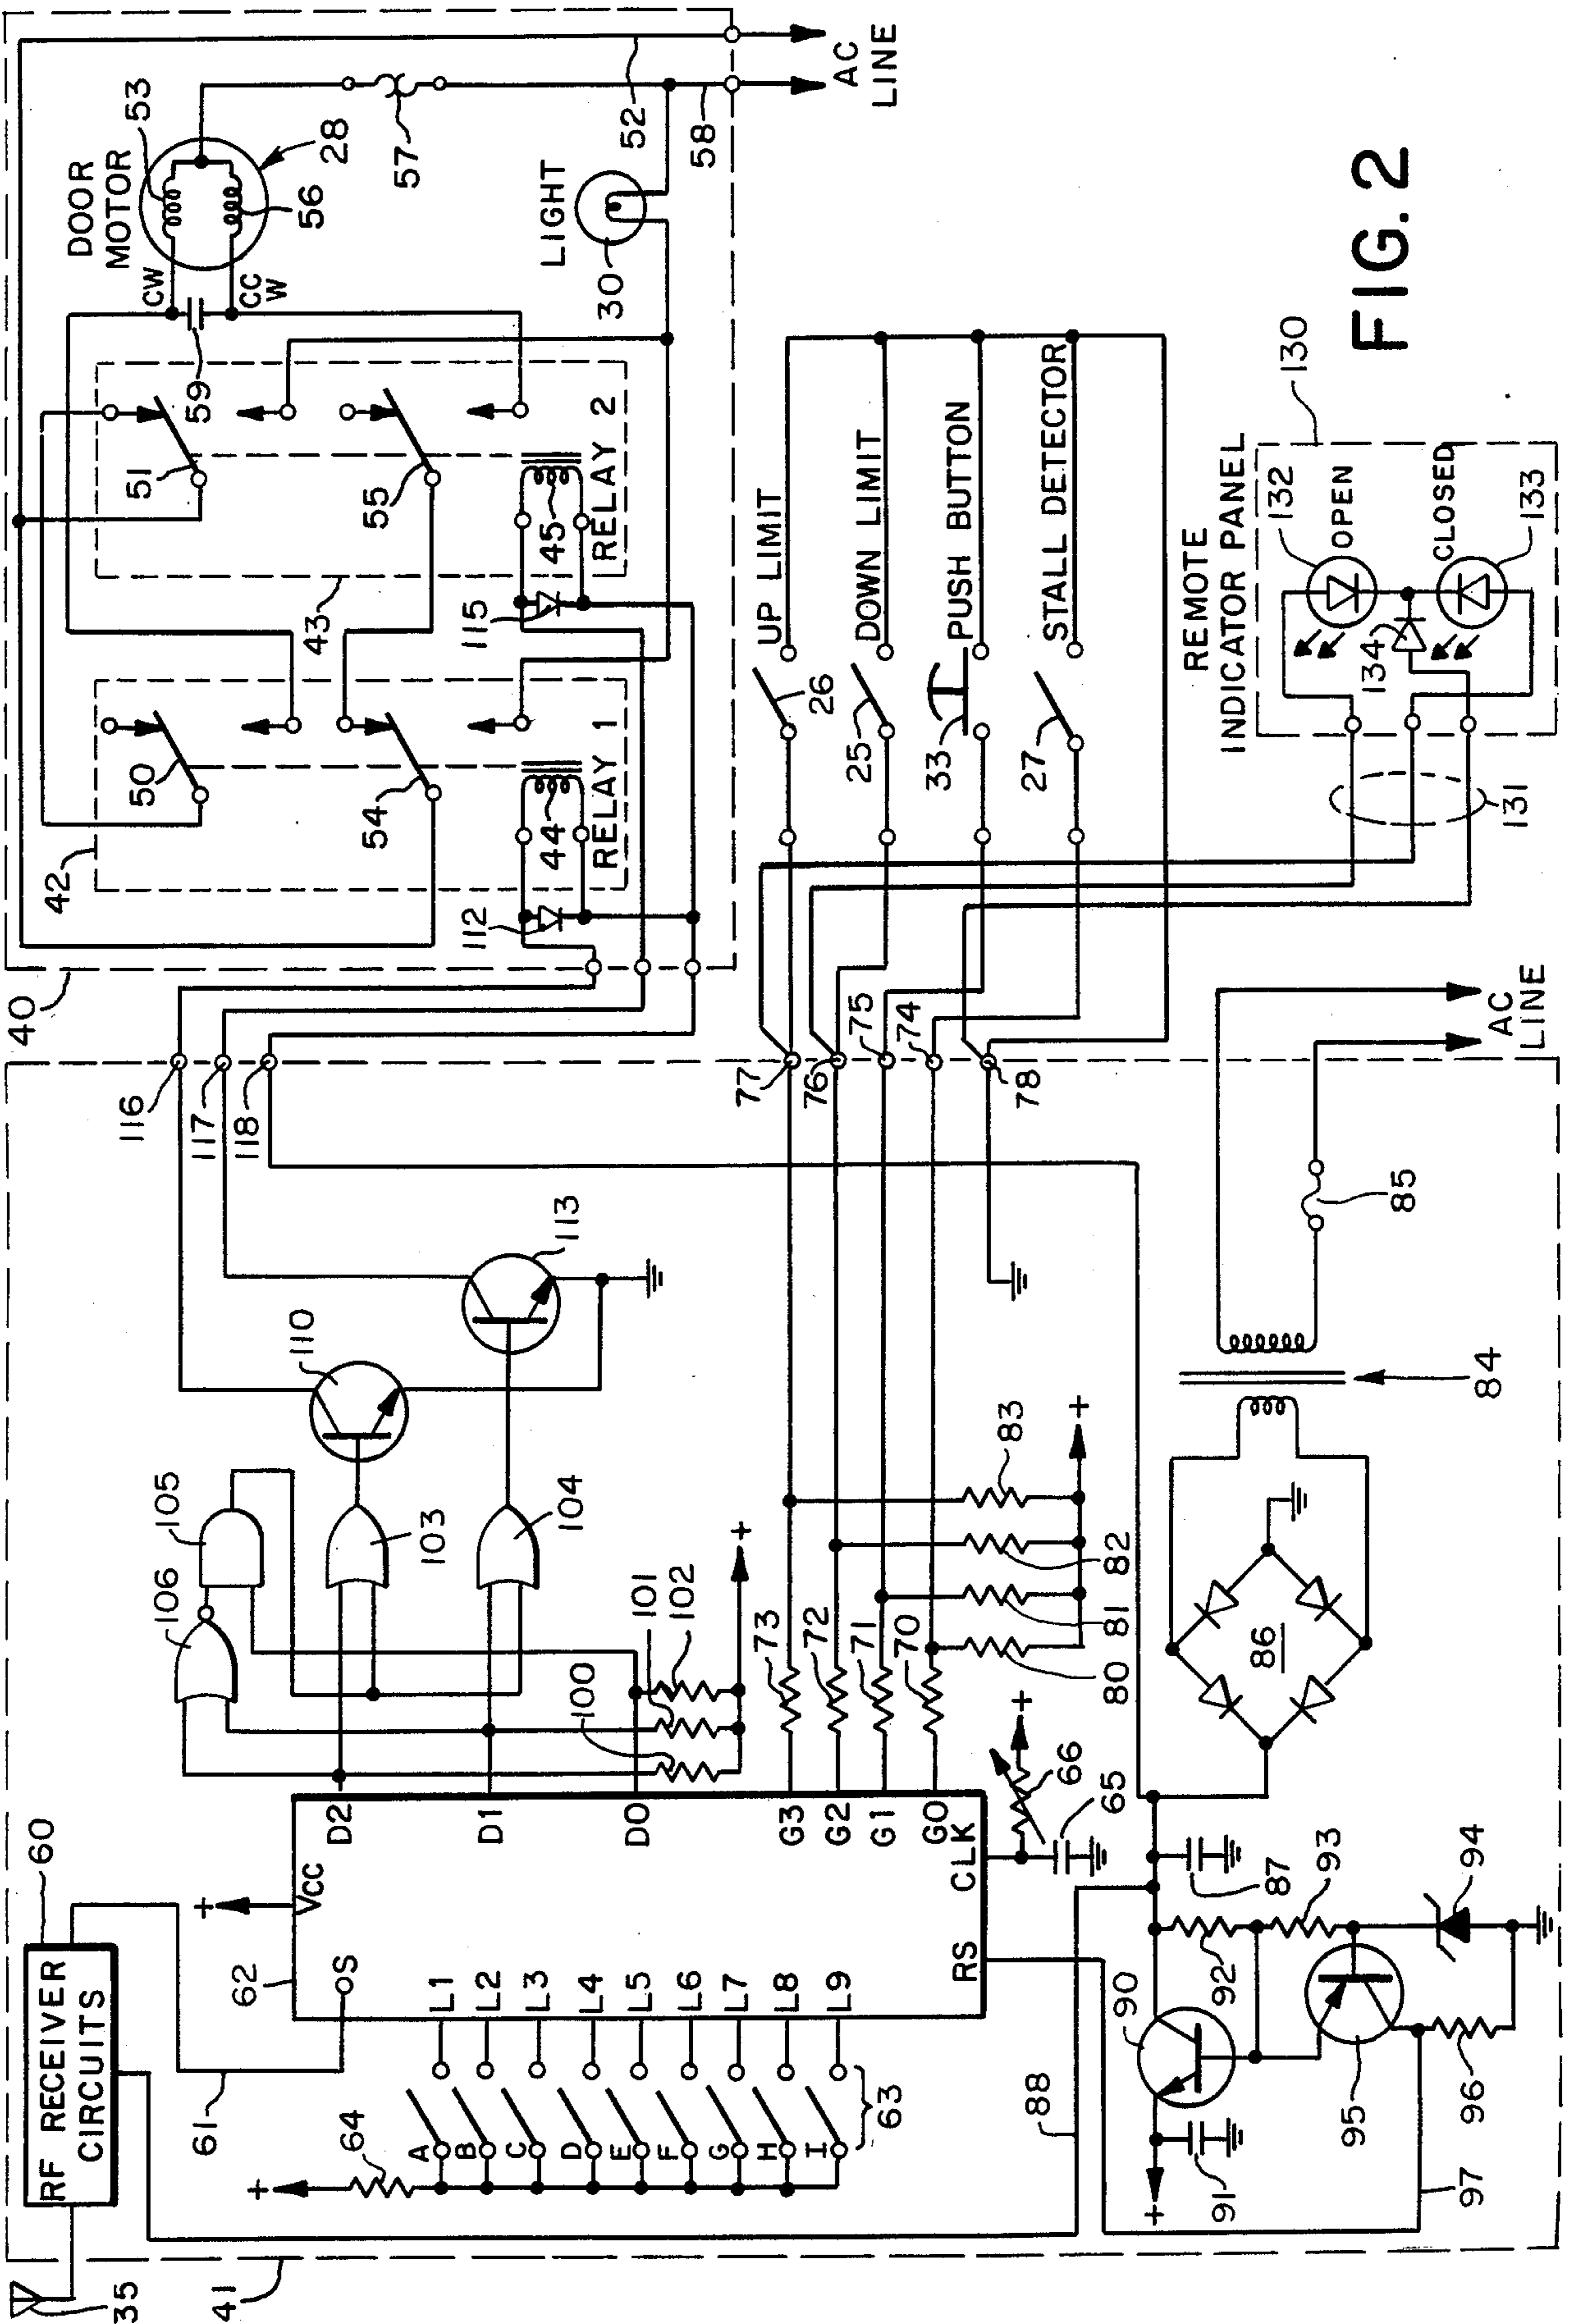 FIG. 2
40
42
43
50
51
52
53
54
55
56
57
58
59
28
30
44
45
112
115
DOOR
MOTOR
CW
CC
W
LIGHT
RELAY 1
RELAY 2
AC
LINE
UP LIMIT
26
DOWN LIMIT
25
PUSH BUTTON
33
STALL DETECTOR
27
REMOTE
INDICATOR PANEL
130
132
OPEN
134
CLOSED
133
131
116
117
118
77
76
75
74
78
AC
LINE
85
84
86
110
113
103
104
105
106
100
101
102
+
73
72
71
70
80
81
82
83
+
35
41
RF RECEIVER
CIRCUITS
60
61
62
VCC
+
S
D2
D1
D0
G3
G2
G1
G0
CLK
RS
L1
L2
L3
L4
L5
L6
L7
L8
L9
A
B
C
D
E
F
G
H
I
63
64
+
65
66
+
87
88
90
91
+
92
93
94
95
96
97